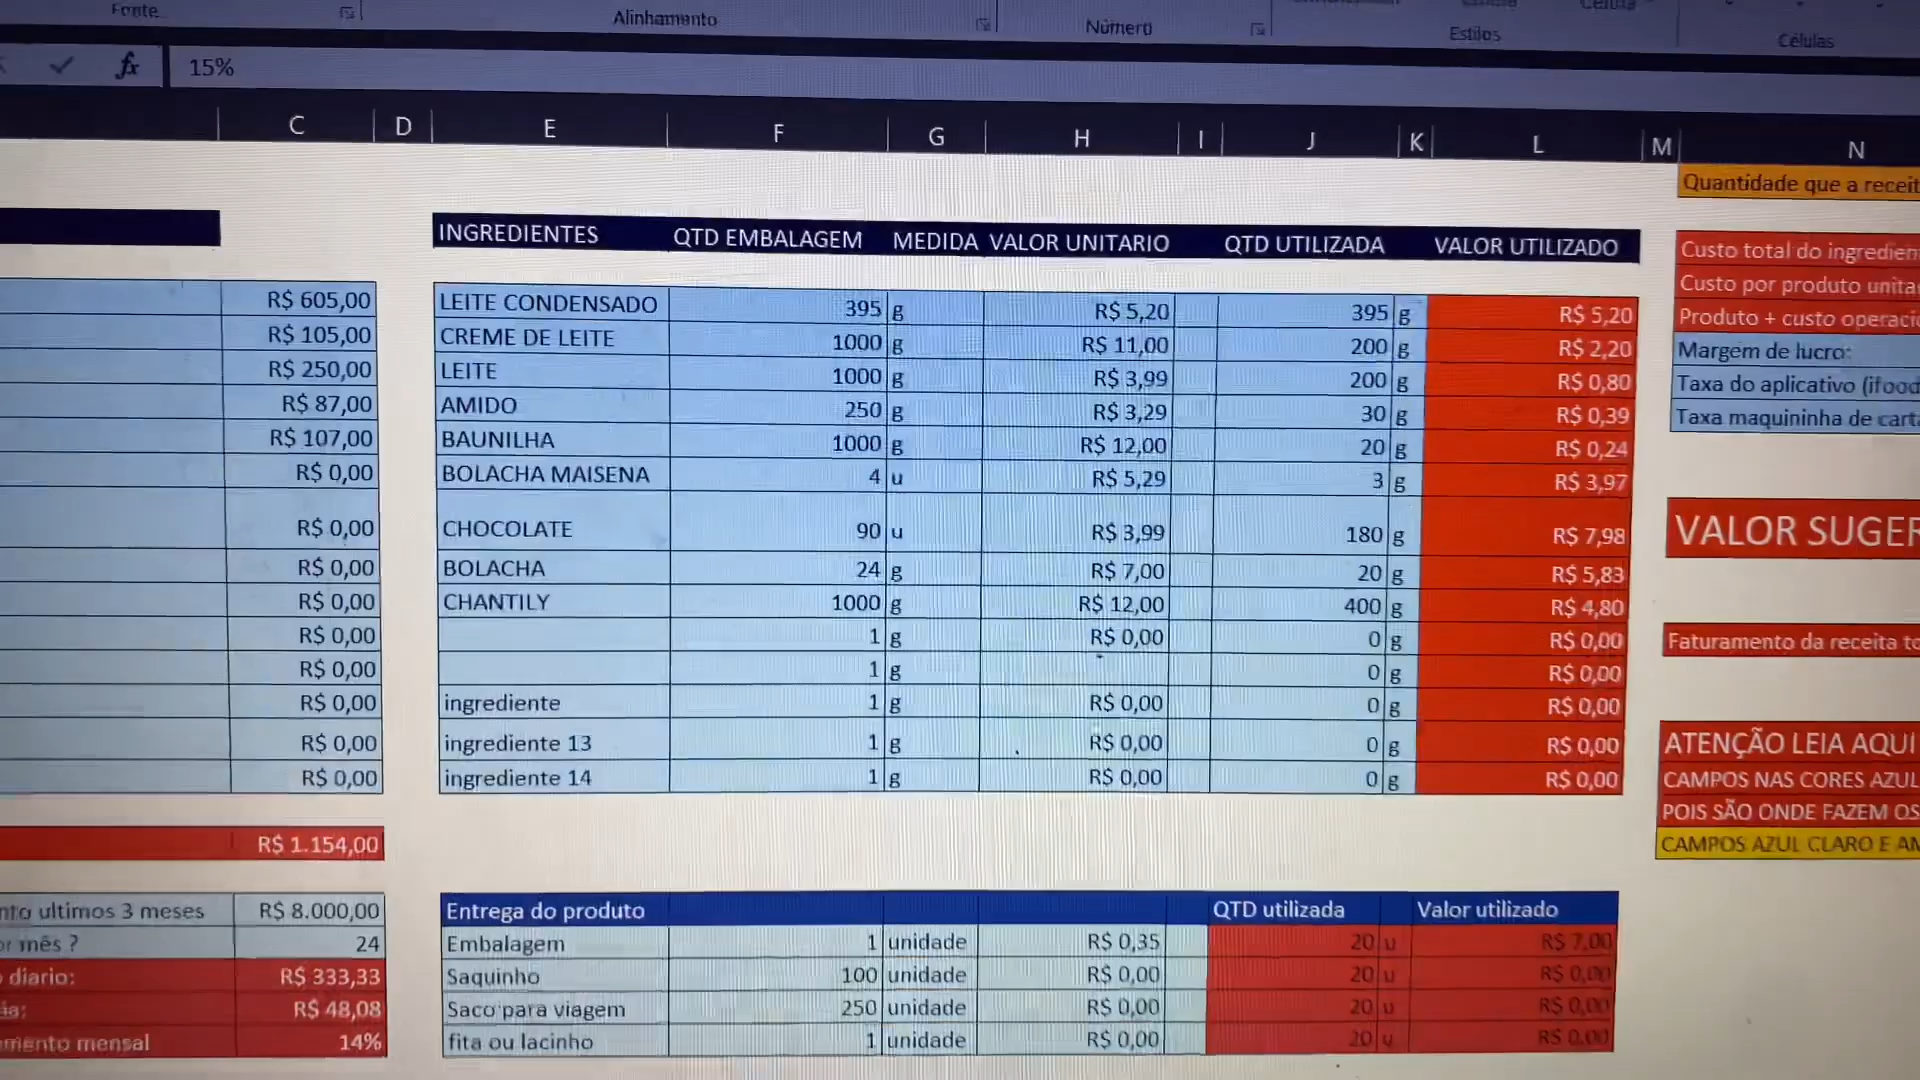 Fonte
Alinhamento
Número
Estilos
Células
fx 15%
C D E F G H I J K L M N
Quantidade que a receit
INGREDIENTES QTD EMBALAGEM MEDIDA VALOR UNITARIO QTD UTILIZADA VALOR UTILIZADO
R$ 605,00
R$ 105,00
R$ 250,00
R$ 87,00
R$ 107,00
R$ 0,00
R$ 0,00
R$ 0,00
R$ 0,00
R$ 0,00
R$ 0,00
R$ 0,00
R$ 0,00
R$ 0,00
R$ 1.154,00
LEITE CONDENSADO 395 g R$ 5,20 395 g R$ 5,20
CREME DE LEITE 1000 g R$ 11,00 200 g R$ 2,20
LEITE 1000 g R$ 3,99 200 g R$ 0,80
AMIDO 250 g R$ 3,29 30 g R$ 0,39
BAUNILHA 1000 g R$ 12,00 20 g R$ 0,24
BOLACHA MAISENA 4 u R$ 5,29 3 g R$ 3,97
CHOCOLATE 90 u R$ 3,99 180 g R$ 7,98
BOLACHA 24 g R$ 7,00 20 g R$ 5,83
CHANTILY 1000 g R$ 12,00 400 g R$ 4,80
1 g R$ 0,00 0 g R$ 0,00
1 g 0 g R$ 0,00
ingrediente 1 g R$ 0,00 0 g R$ 0,00
ingrediente 13 1 g R$ 0,00 0 g R$ 0,00
ingrediente 14 1 g R$ 0,00 0 g R$ 0,00
Custo total do ingredien
Custo por produto unita
Produto + custo operaci
Margem de lucro:
Taxa do aplicativo (ifood
Taxa maquininha de cart
VALOR SUGER
Faturamento da receita to
ATENÇÃO LEIA AQUI
CAMPOS NAS CORES AZUL
POIS SÃO ONDE FAZEM OS
CAMPOS AZUL CLARO E AM
nto ultimos 3 meses R$ 8.000,00
or mês ? 24
diario: R$ 333,33
ia: R$ 48,08
mento mensal 14%
Entrega do produto QTD utilizada Valor utilizado
Embalagem 1 unidade R$ 0,35 20 u R$ 7,00
Saquinho 100 unidade R$ 0,00 20 u R$ 0,00
Saco para viagem 250 unidade R$ 0,00 20 u R$ 0,00
fita ou lacinho 1 unidade R$ 0,00 20 u R$ 0,00